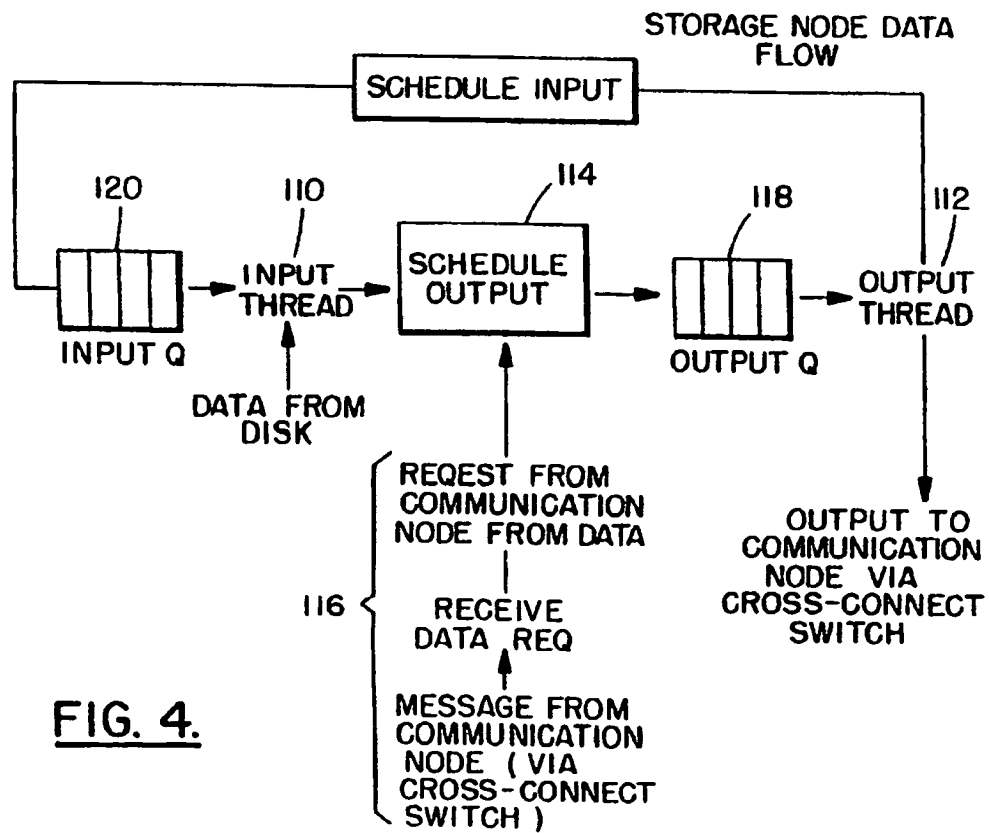 STORAGE NODE DATA
FLOW
SCHEDULE INPUT
120
110
114
118
112
INPUT
THREAD
SCHEDULE
OUTPUT
OUTPUT
THREAD
INPUT Q
OUTPUT Q
DATA FROM
DISK
REQEST FROM
COMMUNICATION
NODE FROM DATA
116
RECEIVE
DATA REQ
MESSAGE FROM
COMMUNICATION
NODE ( VIA
CROSS-CONNECT
SWITCH )
OUTPUT TO
COMMUNICATION
NODE VIA
CROSS-CONNECT
SWITCH
FIG. 4.